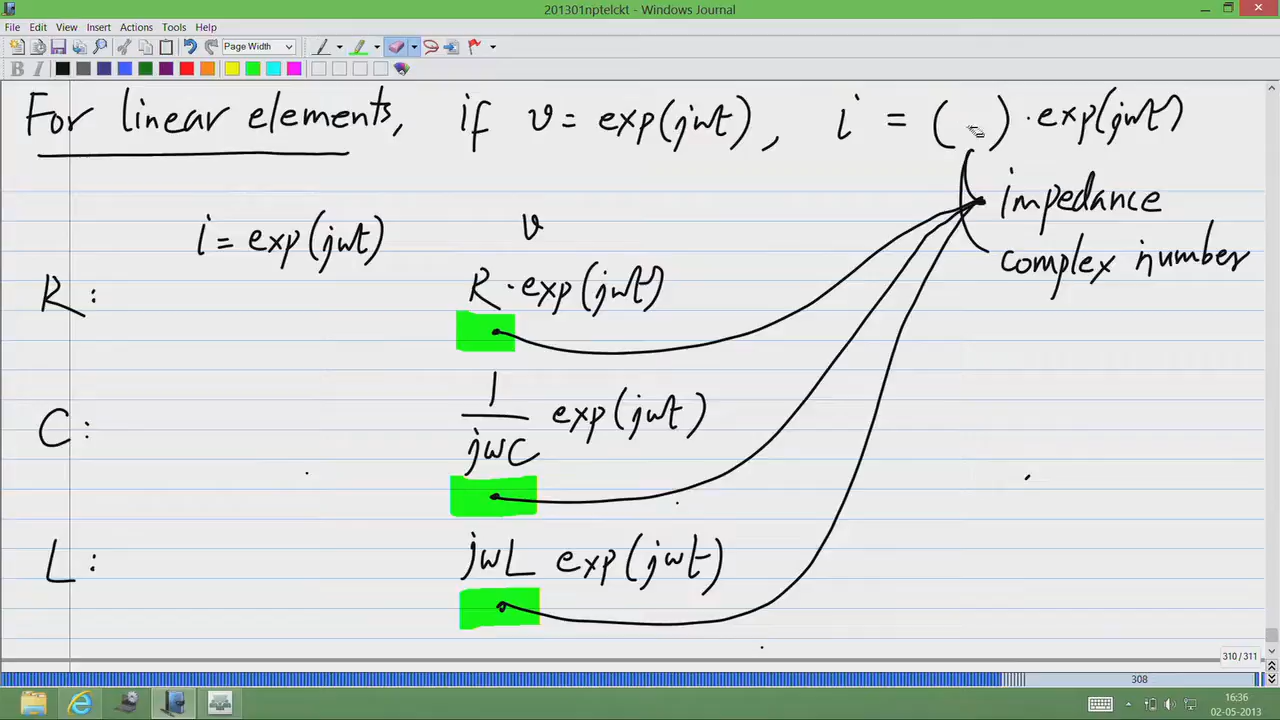 201301nptelckt - Windows Journal
File Edit View Insert Actions Tools Help
Page Width
B I
For linear elements, if v = exp(jωt), i = ( ) · exp(jωt)
impedance
complex number
i = exp(jωt) v
R: R · exp(jωt)
C: 1/jωC exp(jωt)
L: jωL exp(jωt)
310 / 311
308
16:36
02-05-2013